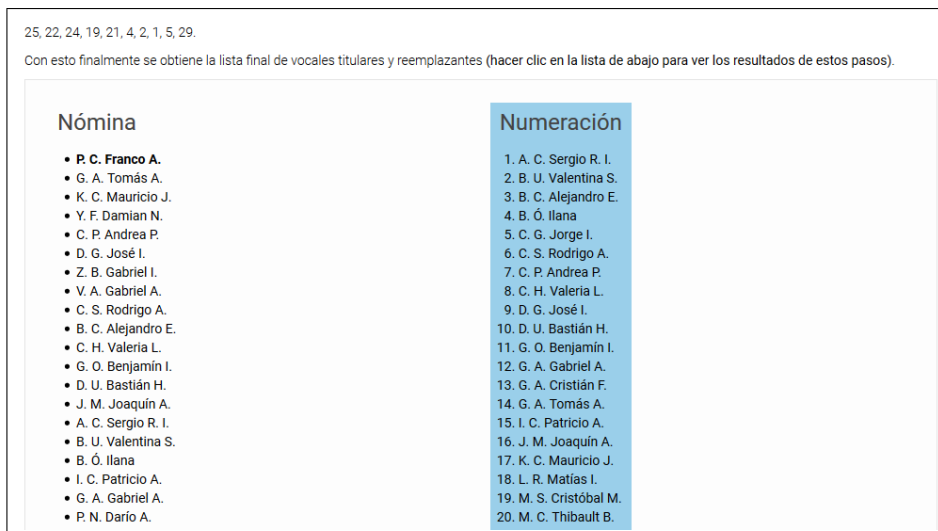 25, 22, 24, 19, 21, 4, 2, 1, 5, 29.
Con esto finalmente se obtiene la lista final de vocales titulares y reemplazantes (hacer clic en la lista de abajo para ver los resultados de estos pasos).
Nómina
• P. C. Franco A.
• G. A. Tomás A.
• K. C. Mauricio J.
• Y. F. Damian N.
• C. P. Andrea P.
• D. G. José I.
• Z. B. Gabriel I.
• V. A. Gabriel A.
• C. S. Rodrigo A.
• B. C. Alejandro E.
• C. H. Valeria L.
• G. O. Benjamín I.
• D. U. Bastián H.
• J. M. Joaquín A.
• A. C. Sergio R. I.
• B. U. Valentina S.
• B. Ó. Ilana
• I. C. Patricio A.
• G. A. Gabriel A.
• P. N. Darío A.
Numeración
1. A. C. Sergio R. I.
2. B. U. Valentina S.
3. B. C. Alejandro E.
4. B. Ó. Ilana
5. C. G. Jorge I.
6. C. S. Rodrigo A.
7. C. P. Andrea P.
8. C. H. Valeria L.
9. D. G. José I.
10. D. U. Bastián H.
11. G. O. Benjamín I.
12. G. A. Gabriel A.
13. G. A. Cristián F.
14. G. A. Tomás A.
15. I. C. Patricio A.
16. J. M. Joaquín A.
17. K. C. Mauricio J.
18. L. R. Matías I.
19. M. S. Cristóbal M.
20. M. C. Thibault B.